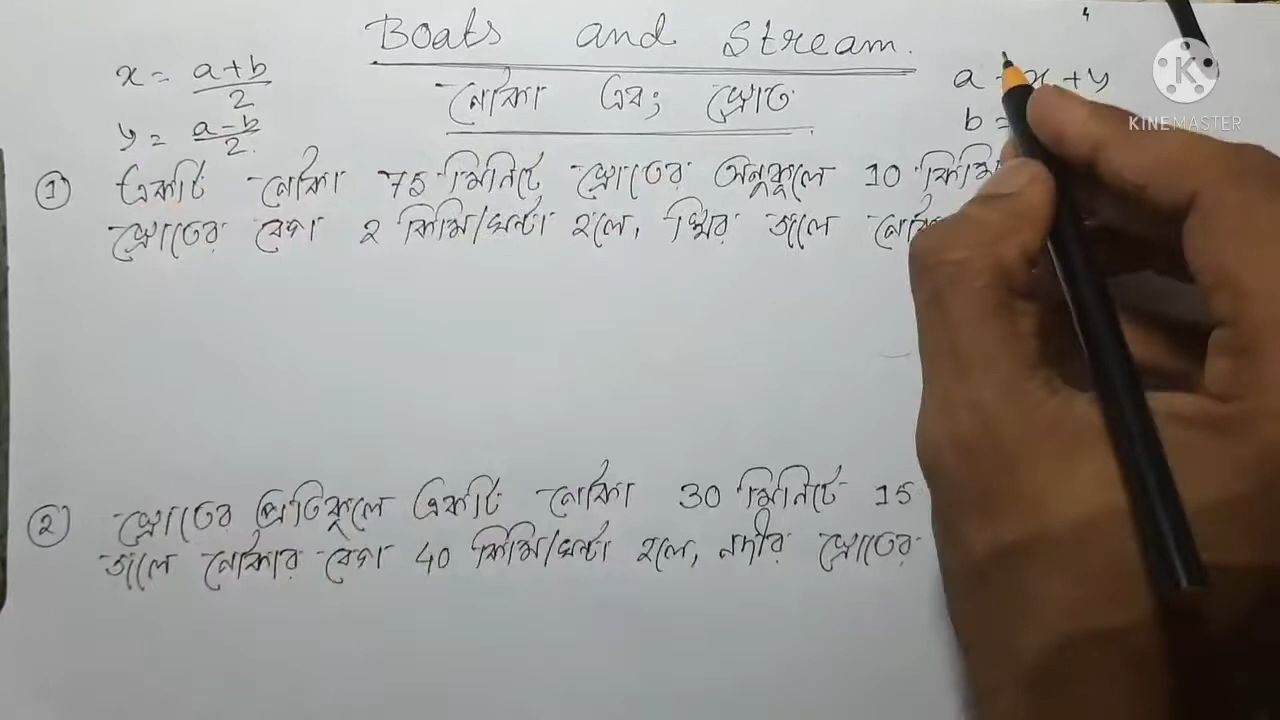 Boats and Stream.
x = a+b/2
y = a-b/2.
নৌকা এবং স্রোত
a = x + y
b =
KINEMASTER
① একটি নৌকা 75 মিনিটে স্রোতের অনুকূলে 10 কিমি
স্রোতের বেগ ২ কিমি/ঘন্টা হলে, স্থির জলে
② স্রোতের প্রতিকূলে একটি নৌকা 30 মিনিটে 15
জলে নৌকার বেগ 40 কিমি/ঘন্টা হলে, নদীর স্রোতের